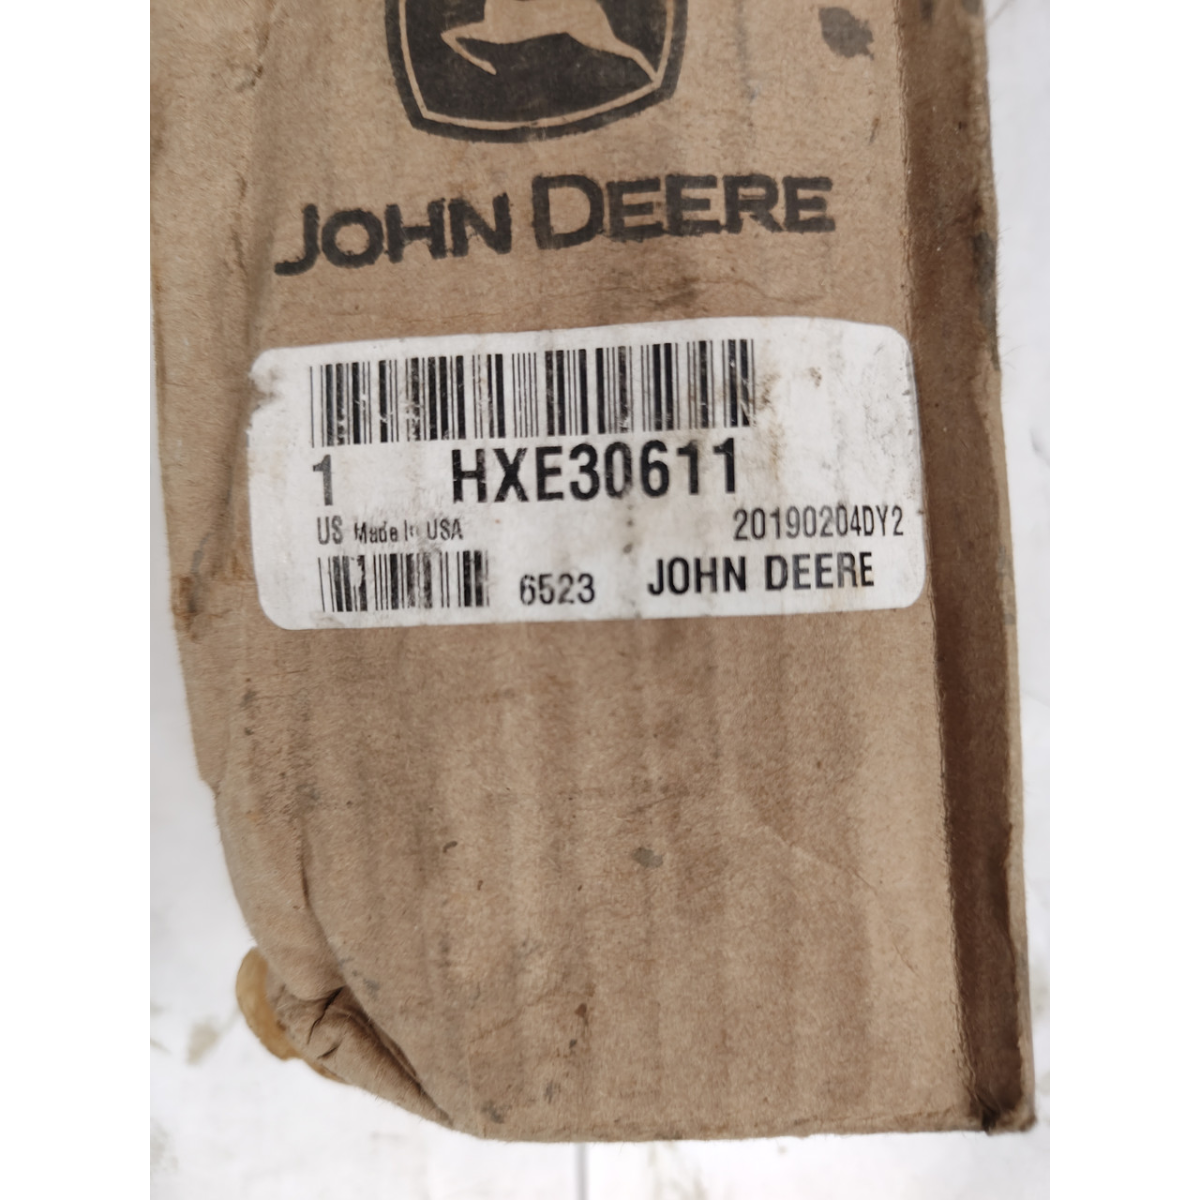 JOHN DEERE
1 HXE30611
US Made In USA 20190204DY2
6523 JOHN DEERE